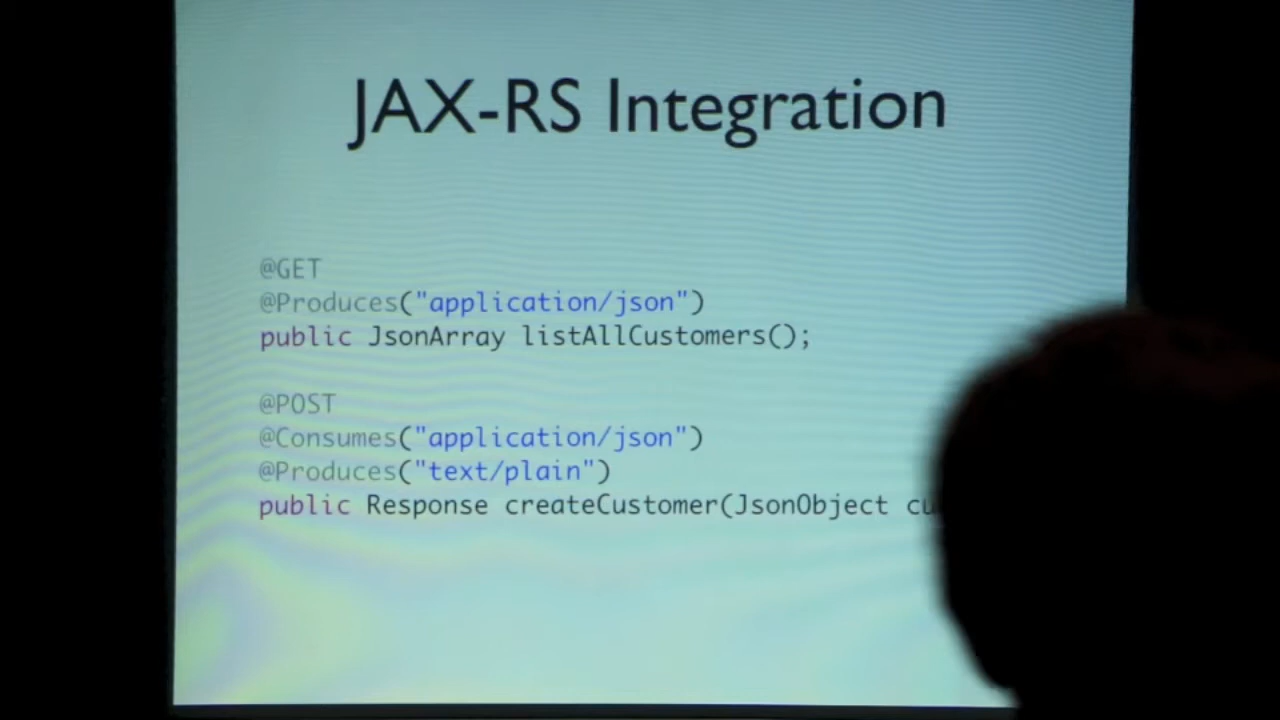 JAX-RS Integration
@GET
@Produces("application/json")
public JsonArray listAllCustomers();
@POST
@Consumes("application/json")
@Produces("text/plain")
public Response createCustomer(JsonObject